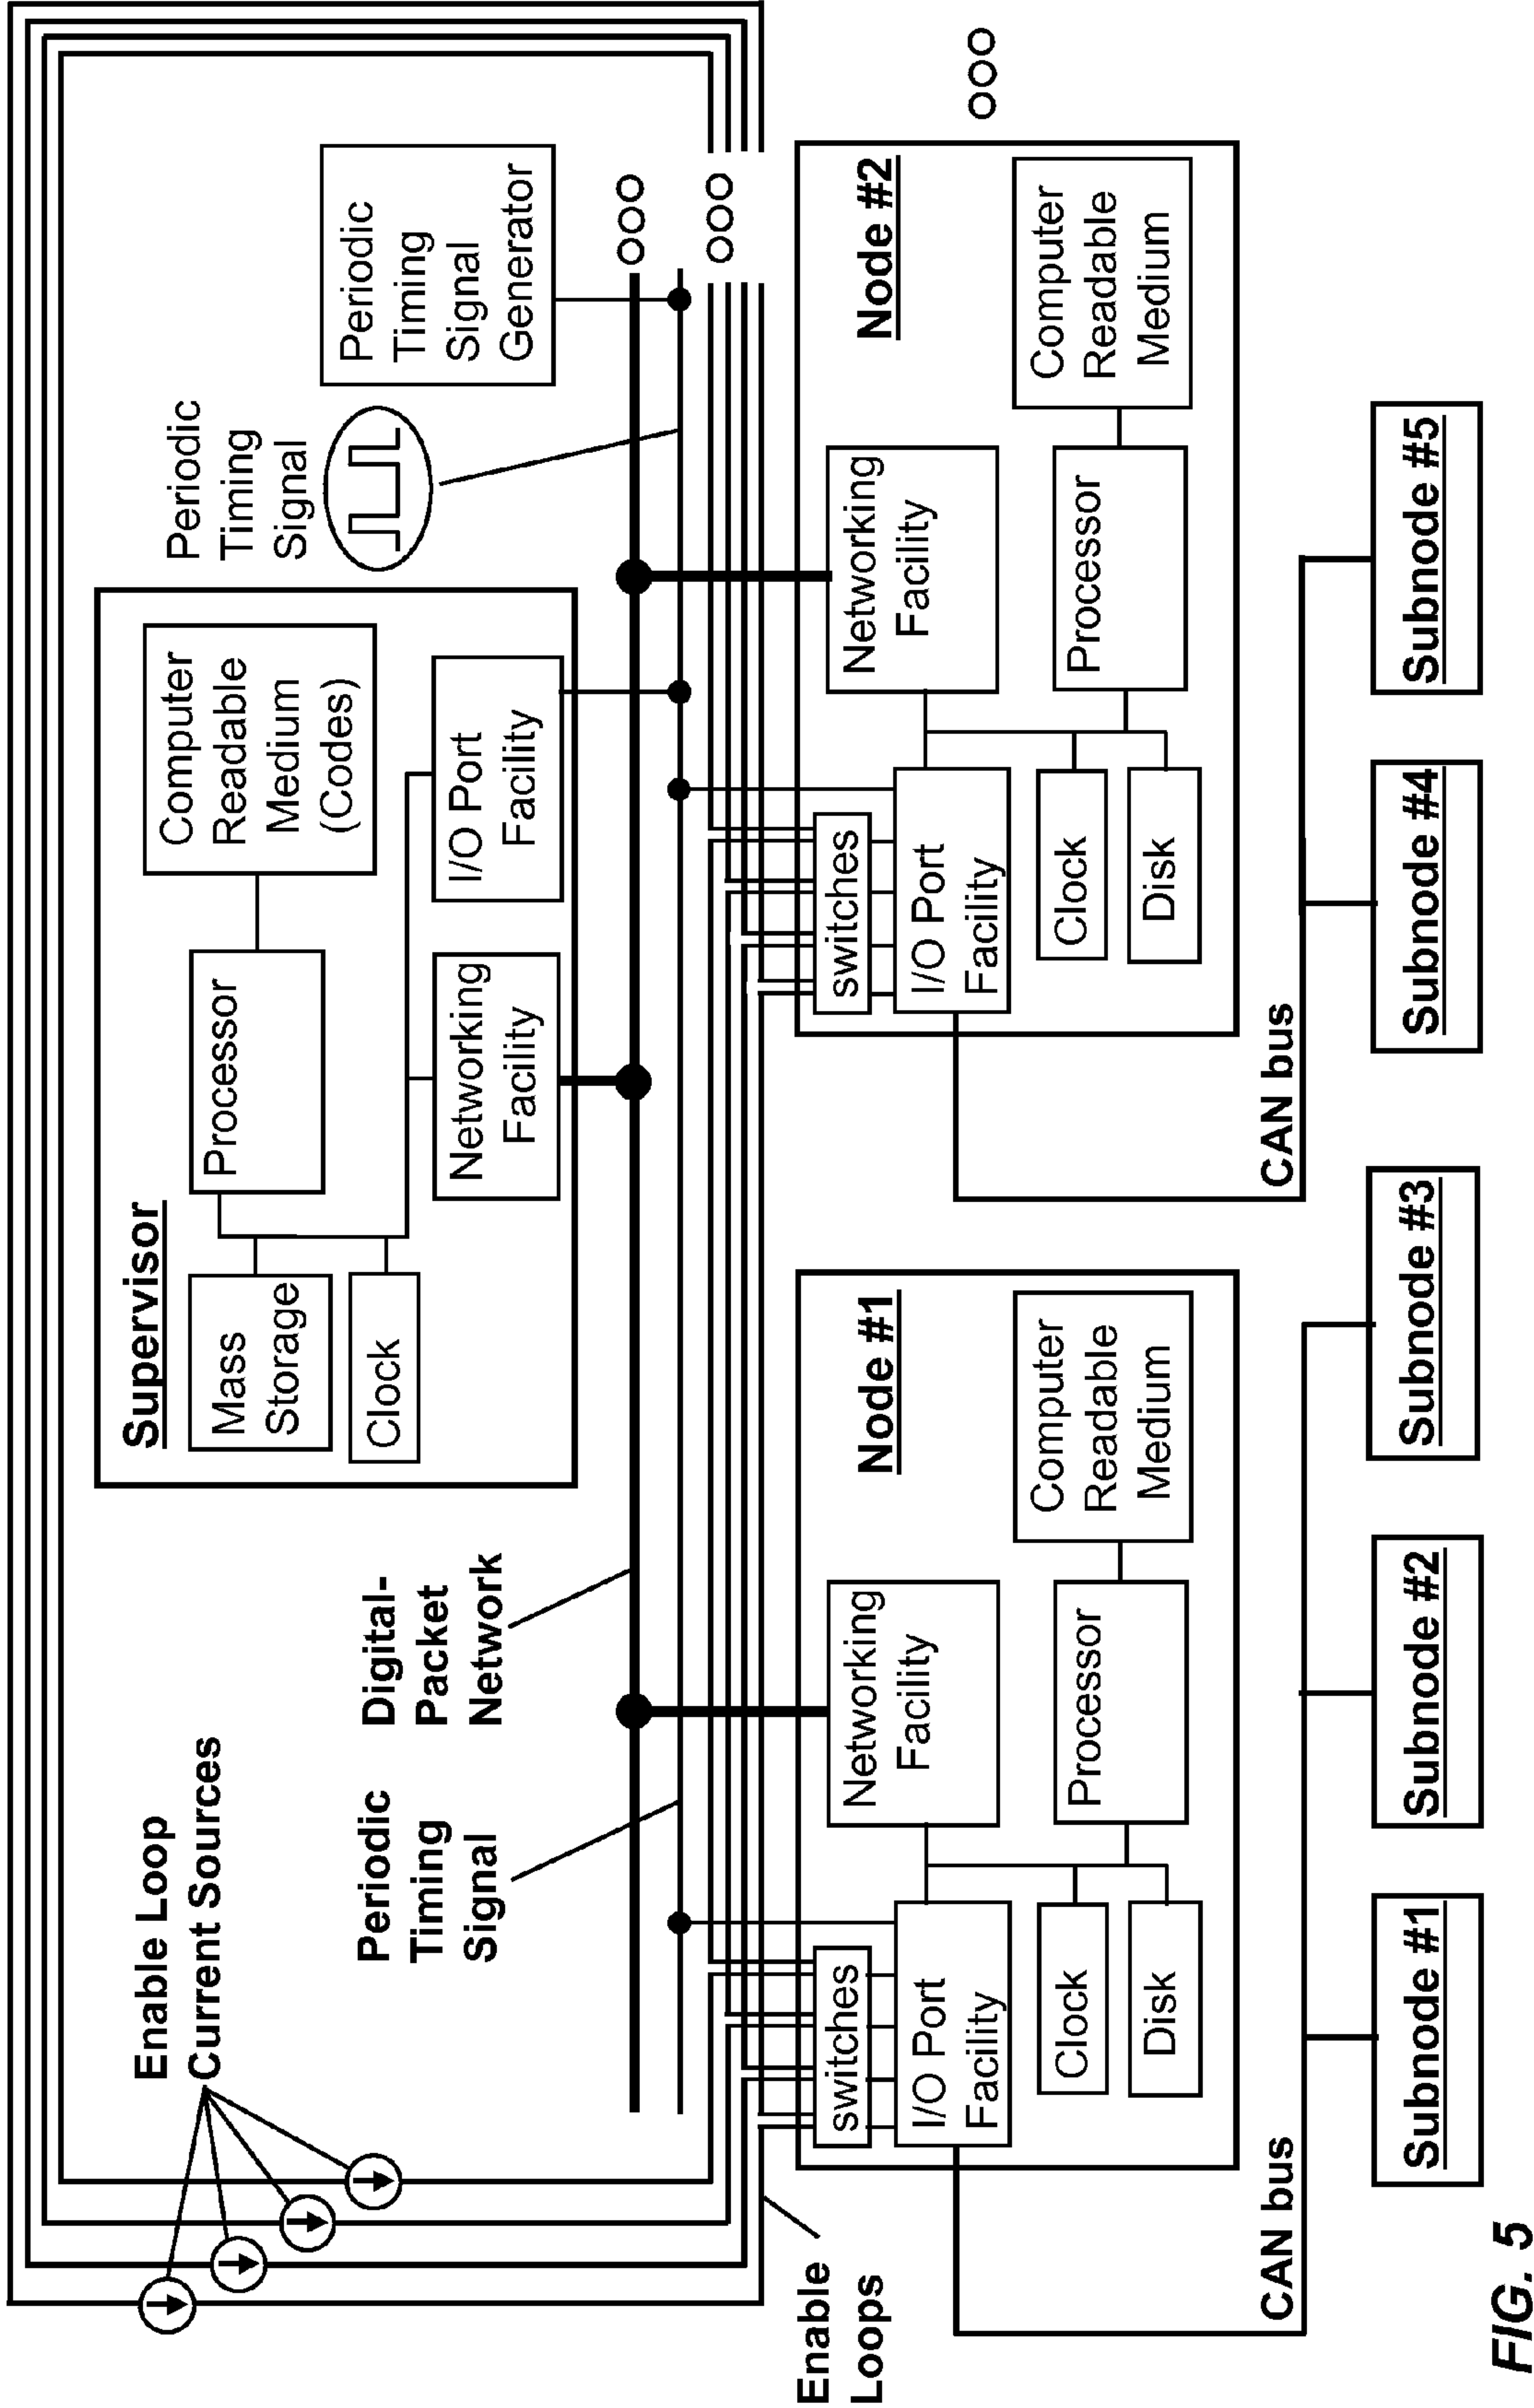 Enable Loop
Current Sources
Supervisor
Mass
Storage
Clock
Processor
Computer
Readable
Medium
(Codes)
Networking
Facility
I/O Port
Facility
Periodic
Timing
Signal
Periodic
Timing
Signal
Generator
Periodic
Timing
Signal
Digital-
Packet
Network
Enable
Loops
Node #1
switches
I/O Port
Facility
Networking
Facility
Clock
Disk
Processor
Computer
Readable
Medium
Node #2
switches
I/O Port
Facility
Networking
Facility
Clock
Disk
Processor
Computer
Readable
Medium
CAN bus
CAN bus
Subnode #1
Subnode #2
Subnode #3
Subnode #4
Subnode #5
FIG. 5